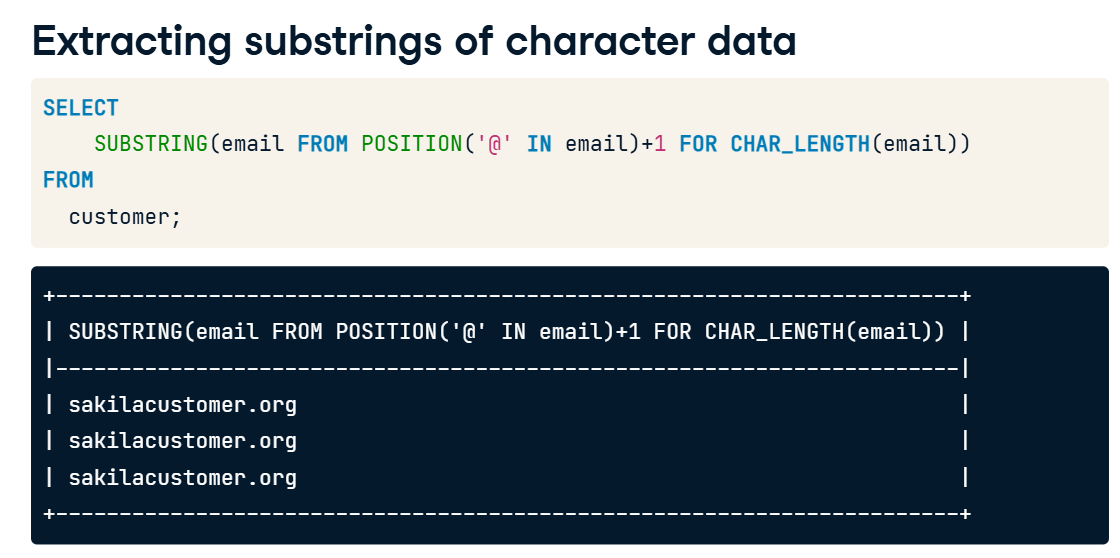 Extracting substrings of character data
SELECT
    SUBSTRING(email FROM POSITION('@' IN email)+1 FOR CHAR_LENGTH(email))
FROM
  customer;
+-----------------------------------------------------------------------+
| SUBSTRING(email FROM POSITION('@' IN email)+1 FOR CHAR_LENGTH(email)) |
|-----------------------------------------------------------------------|
| sakilacustomer.org                                                    |
| sakilacustomer.org                                                    |
| sakilacustomer.org                                                    |
+-----------------------------------------------------------------------+